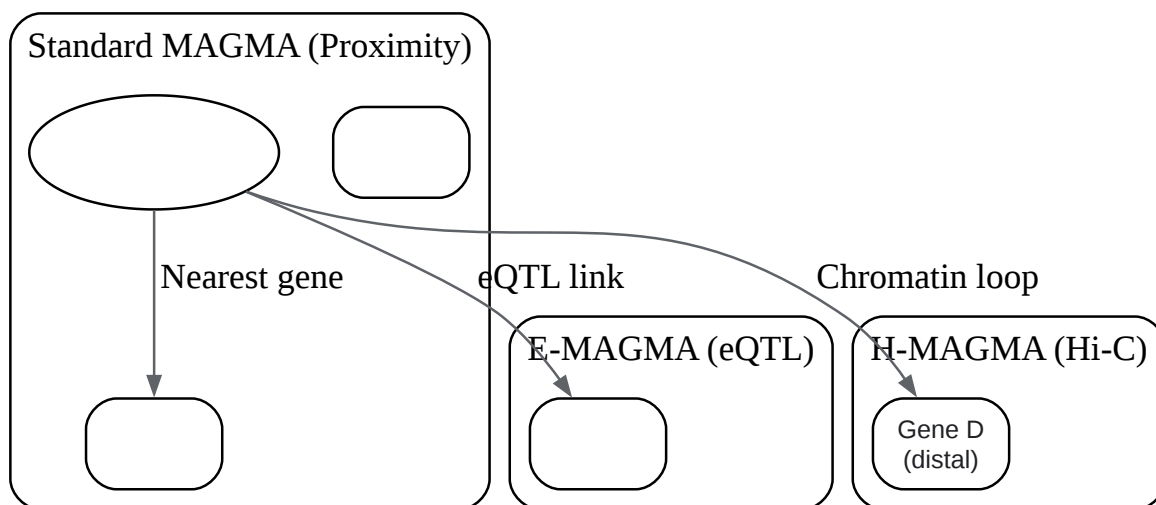 Standard MAGMA (Proximity)
Nearest gene
eQTL link
Chromatin loop
E-MAGMA (eQTL)
H-MAGMA (Hi-C)
Gene D
(distal)